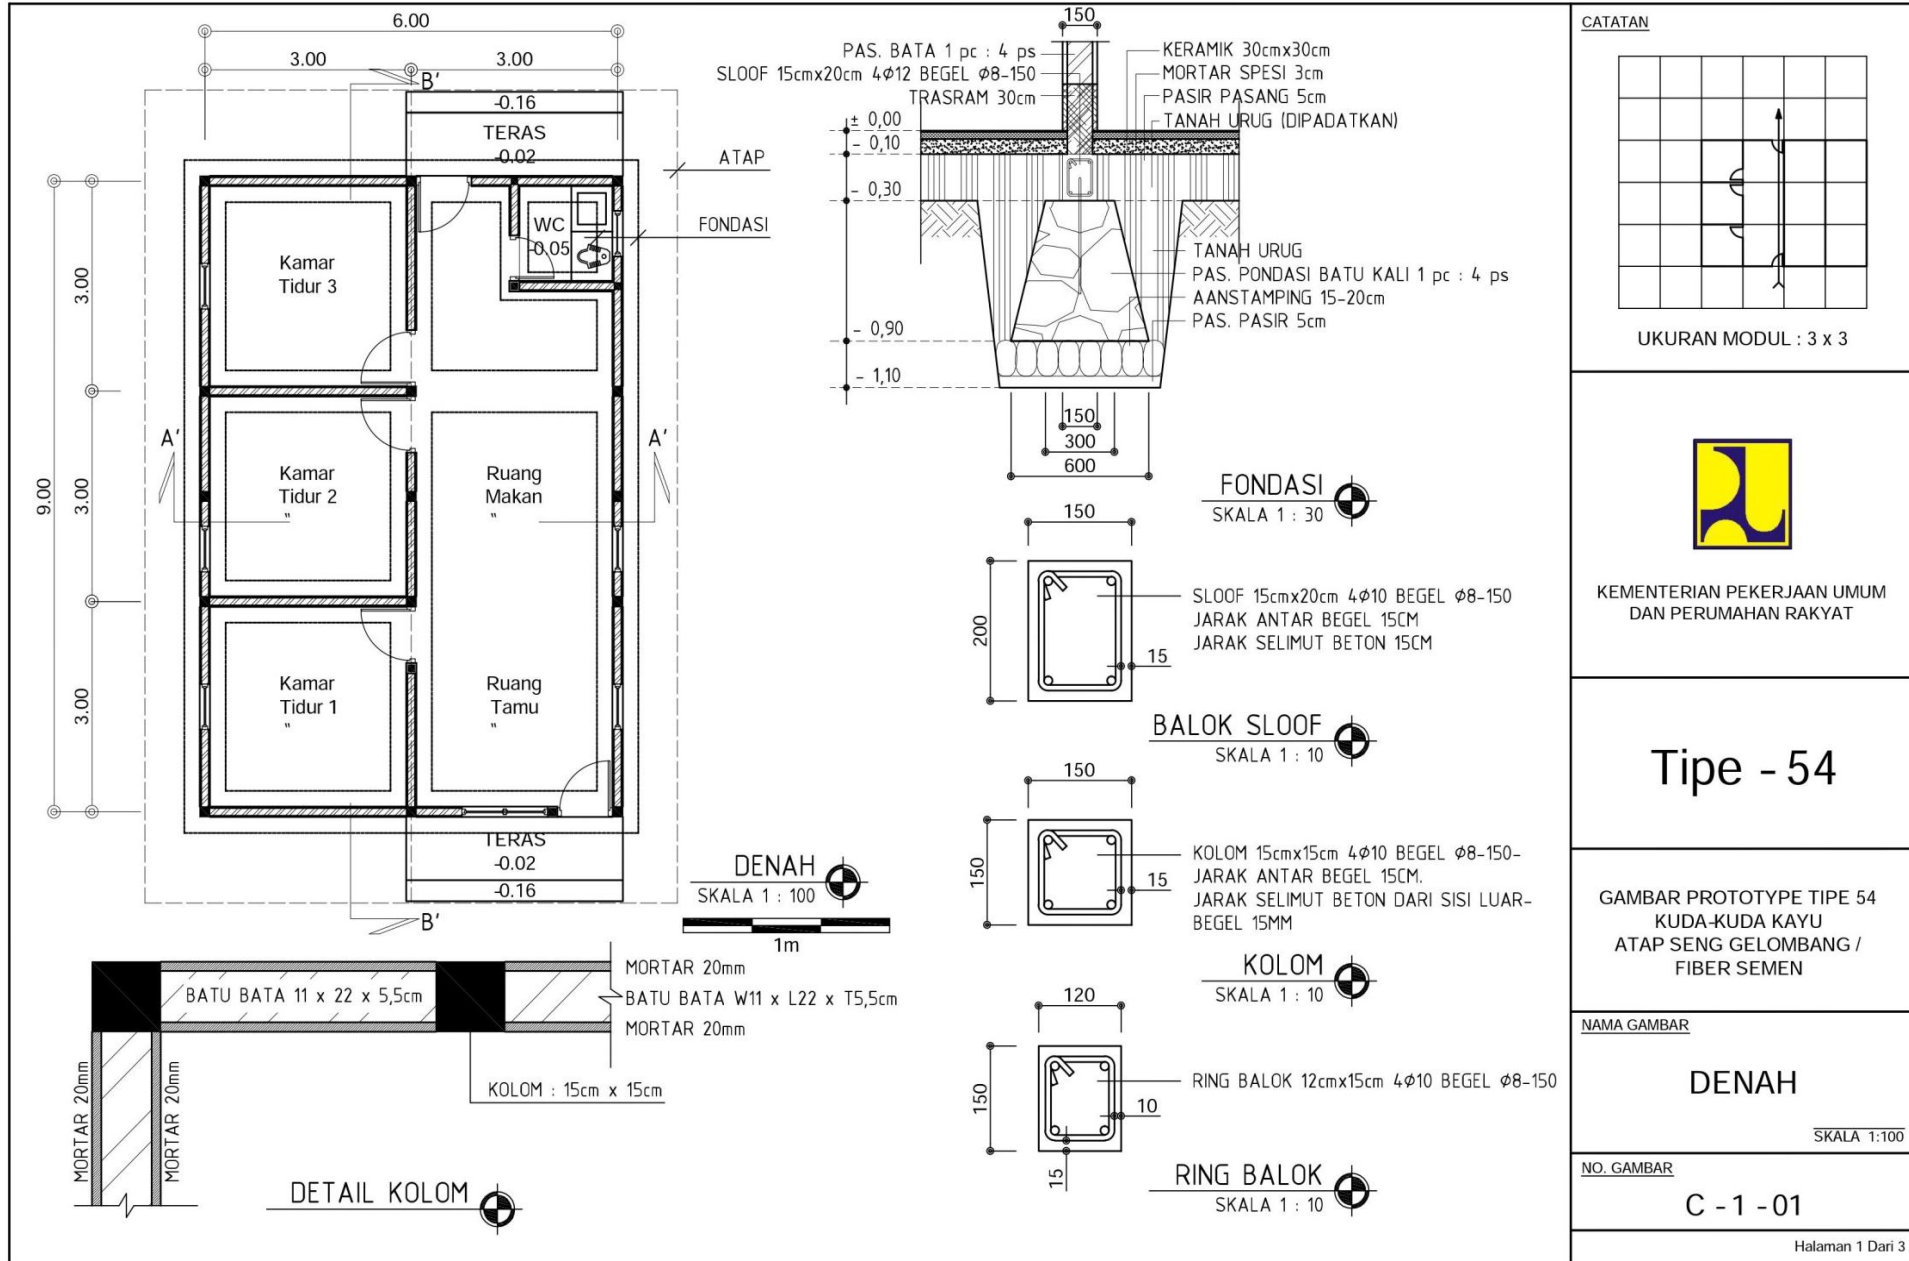 6.00
3.00
3.00
B'
-0.16
TERAS
-0.02
ATAP
FONDASI
WC
-0.05
Kamar
Tidur 3
3.00
9.00
3.00
3.00
A'
A'
Kamar
Tidur 2
"
Ruang
Makan
"
Kamar
Tidur 1
"
Ruang
Tamu
"
TERAS
-0.02
-0.16
B'
DENAH
SKALA 1 : 100
1m
MORTAR 20mm
BATU BATA 11 x 22 x 5,5cm
BATU BATA W11 x L22 x T5,5cm
MORTAR 20mm
KOLOM : 15cm x 15cm
MORTAR 20mm
MORTAR 20mm
DETAIL KOLOM
150
PAS. BATA 1 pc : 4 ps
SLOOF 15cmx20cm 4φ12 BEGEL φ8-150
TRASRAM 30cm
KERAMIK 30cmx30cm
MORTAR SPESI 3cm
PASIR PASANG 5cm
TANAH URUG (DIPADATKAN)
± 0,00
- 0,10
- 0,30
- 0,90
- 1,10
TANAH URUG
PAS. PONDASI BATU KALI 1 pc : 4 ps
AANSTAMPING 15-20cm
PAS. PASIR 5cm
150
300
600
FONDASI
SKALA 1 : 30
150
200
15
SLOOF 15cmx20cm 4φ10 BEGEL φ8-150
JARAK ANTAR BEGEL 15CM
JARAK SELIMUT BETON 15CM
BALOK SLOOF
SKALA 1 : 10
150
150
15
KOLOM 15cmx15cm 4φ10 BEGEL φ8-150-
JARAK ANTAR BEGEL 15CM.
JARAK SELIMUT BETON DARI SISI LUAR-
BEGEL 15MM
KOLOM
SKALA 1 : 10
120
150
10
15
RING BALOK 12cmx15cm 4φ10 BEGEL φ8-150
RING BALOK
SKALA 1 : 10
CATATAN
UKURAN MODUL : 3 x 3
KEMENTERIAN PEKERJAAN UMUM
DAN PERUMAHAN RAKYAT
Tipe - 54
GAMBAR PROTOTYPE TIPE 54
KUDA-KUDA KAYU
ATAP SENG GELOMBANG /
FIBER SEMEN
NAMA GAMBAR
DENAH
SKALA 1:100
NO. GAMBAR
C - 1 - 01
Halaman 1 Dari 3